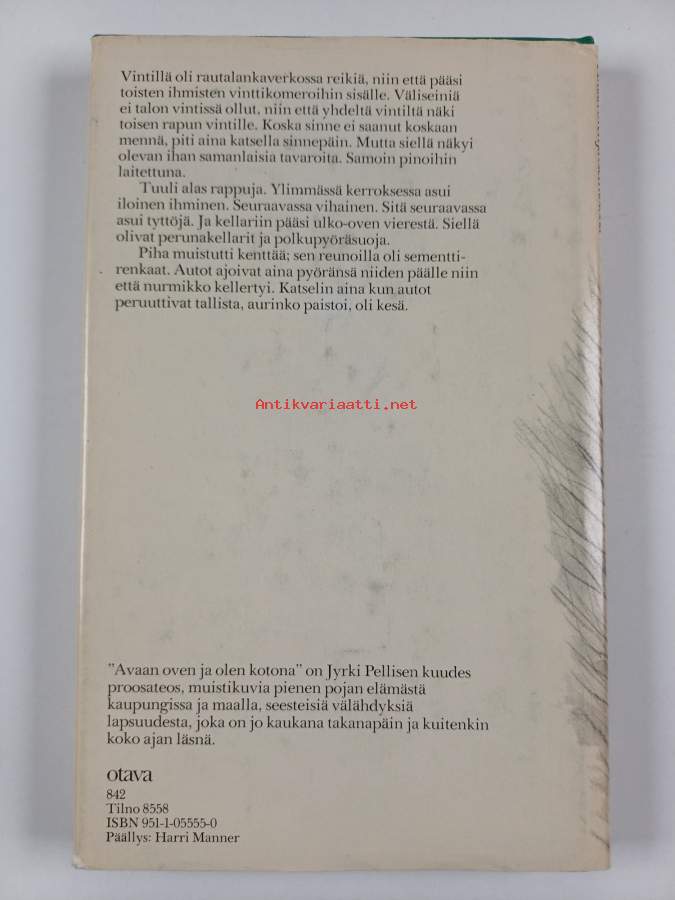 Vintillä oli rautalankaverkossa reikiä, niin että pääsi
toisten ihmisten vinttikomeroihin sisälle. Väliseiniä
ei talon vintissä ollut, niin että yhdeltä vintiltä näki
toisen rapun vintille. Koska sinne ei saanut koskaan
mennä, piti aina katsella sinnepäin. Mutta siellä näkyi
olevan ihan samanlaisia tavaroita. Samoin pinoihin
laitettuna.
Tuuli alas rappuja. Ylimmässä kerroksessa asui
iloinen ihminen. Seuraavassa vihainen. Sitä seuraavassa
asui tyttöjä. Ja kellariin pääsi ulko-oven vierestä. Siellä
olivat perunakellarit ja polkupyöräsuoja.
Piha muistutti kenttää; sen reunoilla oli sementti-
renkaat. Autot ajoivat aina pyöränsä niiden päälle niin
että nurmikko kellertyi. Katselin aina kun autot
peruuttivat tallista, aurinko paistoi, oli kesä.
Antikvariaatti.net
"Avaan oven ja olen kotona" on Jyrki Pellisen kuudes
proosateos, muistikuvia pienen pojan elämästä
kaupungissa ja maalla, seesteisiä välähdyksiä
lapsuudesta, joka on jo kaukana takanapäin ja kuitenkin
koko ajan läsnä.
otava
842
Tilno 8558
ISBN 951-1-05555-0
Päällys: Harri Manner